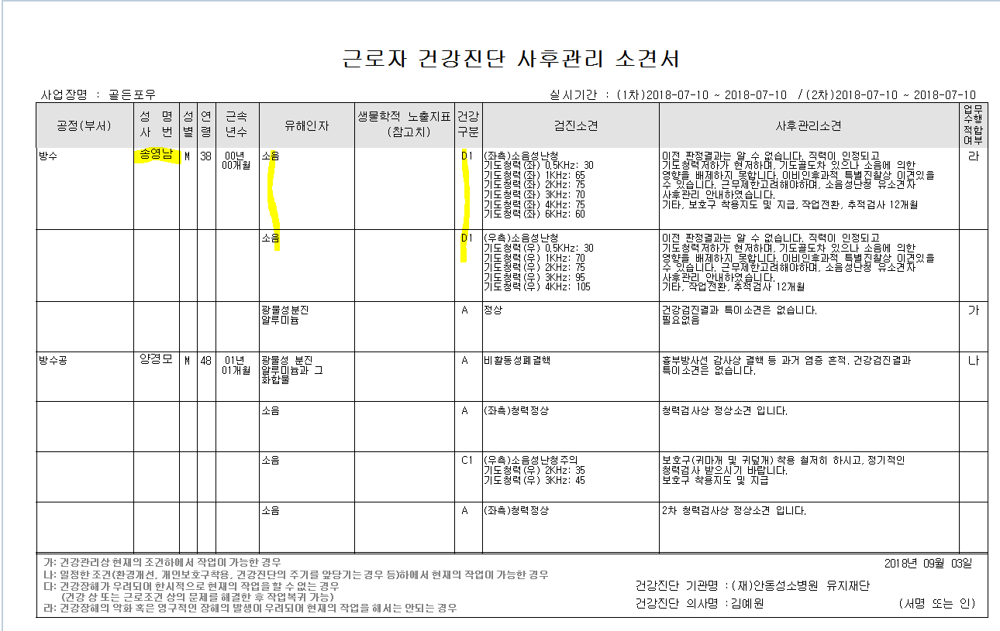 근로자 건강진단 사후관리 소견서
사업장명 : 골든포우
실시기간 : (1차)2018-07-10 ~ 2018-07-10 /(2차)2018-07-10 ~ 2018-07-10
공정(부서)
성 명
사 번
성별
연령
근속
년수
유해인자
생물학적 노출지표
(참고치)
건강
구분
검진소견
사후관리소견
업무
수행
적합
여부
방수
송영남
M
38
00년
00개월
소음
D1
(좌측)소음성난청
기도청력(좌) 0.5KHz: 30
기도청력(좌) 1KHz: 65
기도청력(좌) 2KHz: 75
기도청력(좌) 3KHz: 70
기도청력(좌) 4KHz: 75
기도청력(좌) 6KHz: 60
이전 판정결과는 알 수 없습니다. 직력이 인정되고
기도청력저하가 현저하며, 기도골도차 있으나 소음에 의한
영향을 배제하지 못합니다. 이비인후과적 특별진찰상 이견있을
수 있습니다. 근무제한고려해야하며, 소음성난청 유소견자
사후관리 안내하였습니다.
기타, 보호구 착용지도 및 지급, 작업전환, 추적검사 12개월
라
소음
D1
(우측)소음성난청
기도청력(우) 0.5KHz: 30
기도청력(우) 1KHz: 70
기도청력(우) 2KHz: 75
기도청력(우) 3KHz: 95
기도청력(우) 4KHz: 105
이전 판정결과는 알 수 없습니다. 직력이 인정되고
기도청력저하가 현저하며, 기도골도차 있으나 소음에 의한
영향을 배제하지 못합니다. 이비인후과적 특별진찰상 이견있을
수 있습니다. 근무제한고려해야하며, 소음성난청 유소견자
사후관리 안내하였습니다.
기타, 작업전환, 추적검사 12개월
광물성분진
알루미늄
A
정상
건강검진결과 특이소견은 없습니다.
필요없음
가
방수공
양경모
M
48
01년
01개월
광물성 분진
알루미늄과 그
화합물
A
비활동성폐결핵
흉부방사선 검사상 결핵 등 과거 염증 흔적. 건강검진결과
특이소견은 없습니다.
나
소음
A
(좌측)청력정상
청력검사상 정상소견 입니다.
소음
C1
(우측)소음성난청주의
기도청력(우) 2KHz: 35
기도청력(우) 3KHz: 45
보호구(귀마개 및 귀덮개) 착용 철저히 하시고, 정기적인
청력검사 받으시기 바랍니다.
보호구 착용지도 및 지급
소음
A
(좌측)청력정상
2차 청력검사상 정상소견 입니다.
가: 건강관리상 현재의 조건하에서 작업이 가능한 경우
나: 일정한 조건(환경개선, 개인보호구착용, 건강진단의 주기를 앞당기는 경우 등)하에서 현재의 작업이 가능한 경우
다: 건강장해가 우려되어 한시적으로 현재의 작업을 할 수 없는 경우
(건강 상 또는 근로조건 상의 문제를 해결한 후 작업복귀 가능)
라: 건강장해의 악화 혹은 영구적인 장해의 발생이 우려되어 현재의 작업을 해서는 안되는 경우
2018년 09월 03일
건강진단 기관명 :(재)안동성소병원 유지재단
건강진단 의사명 :김예원 (서명 또는 인)